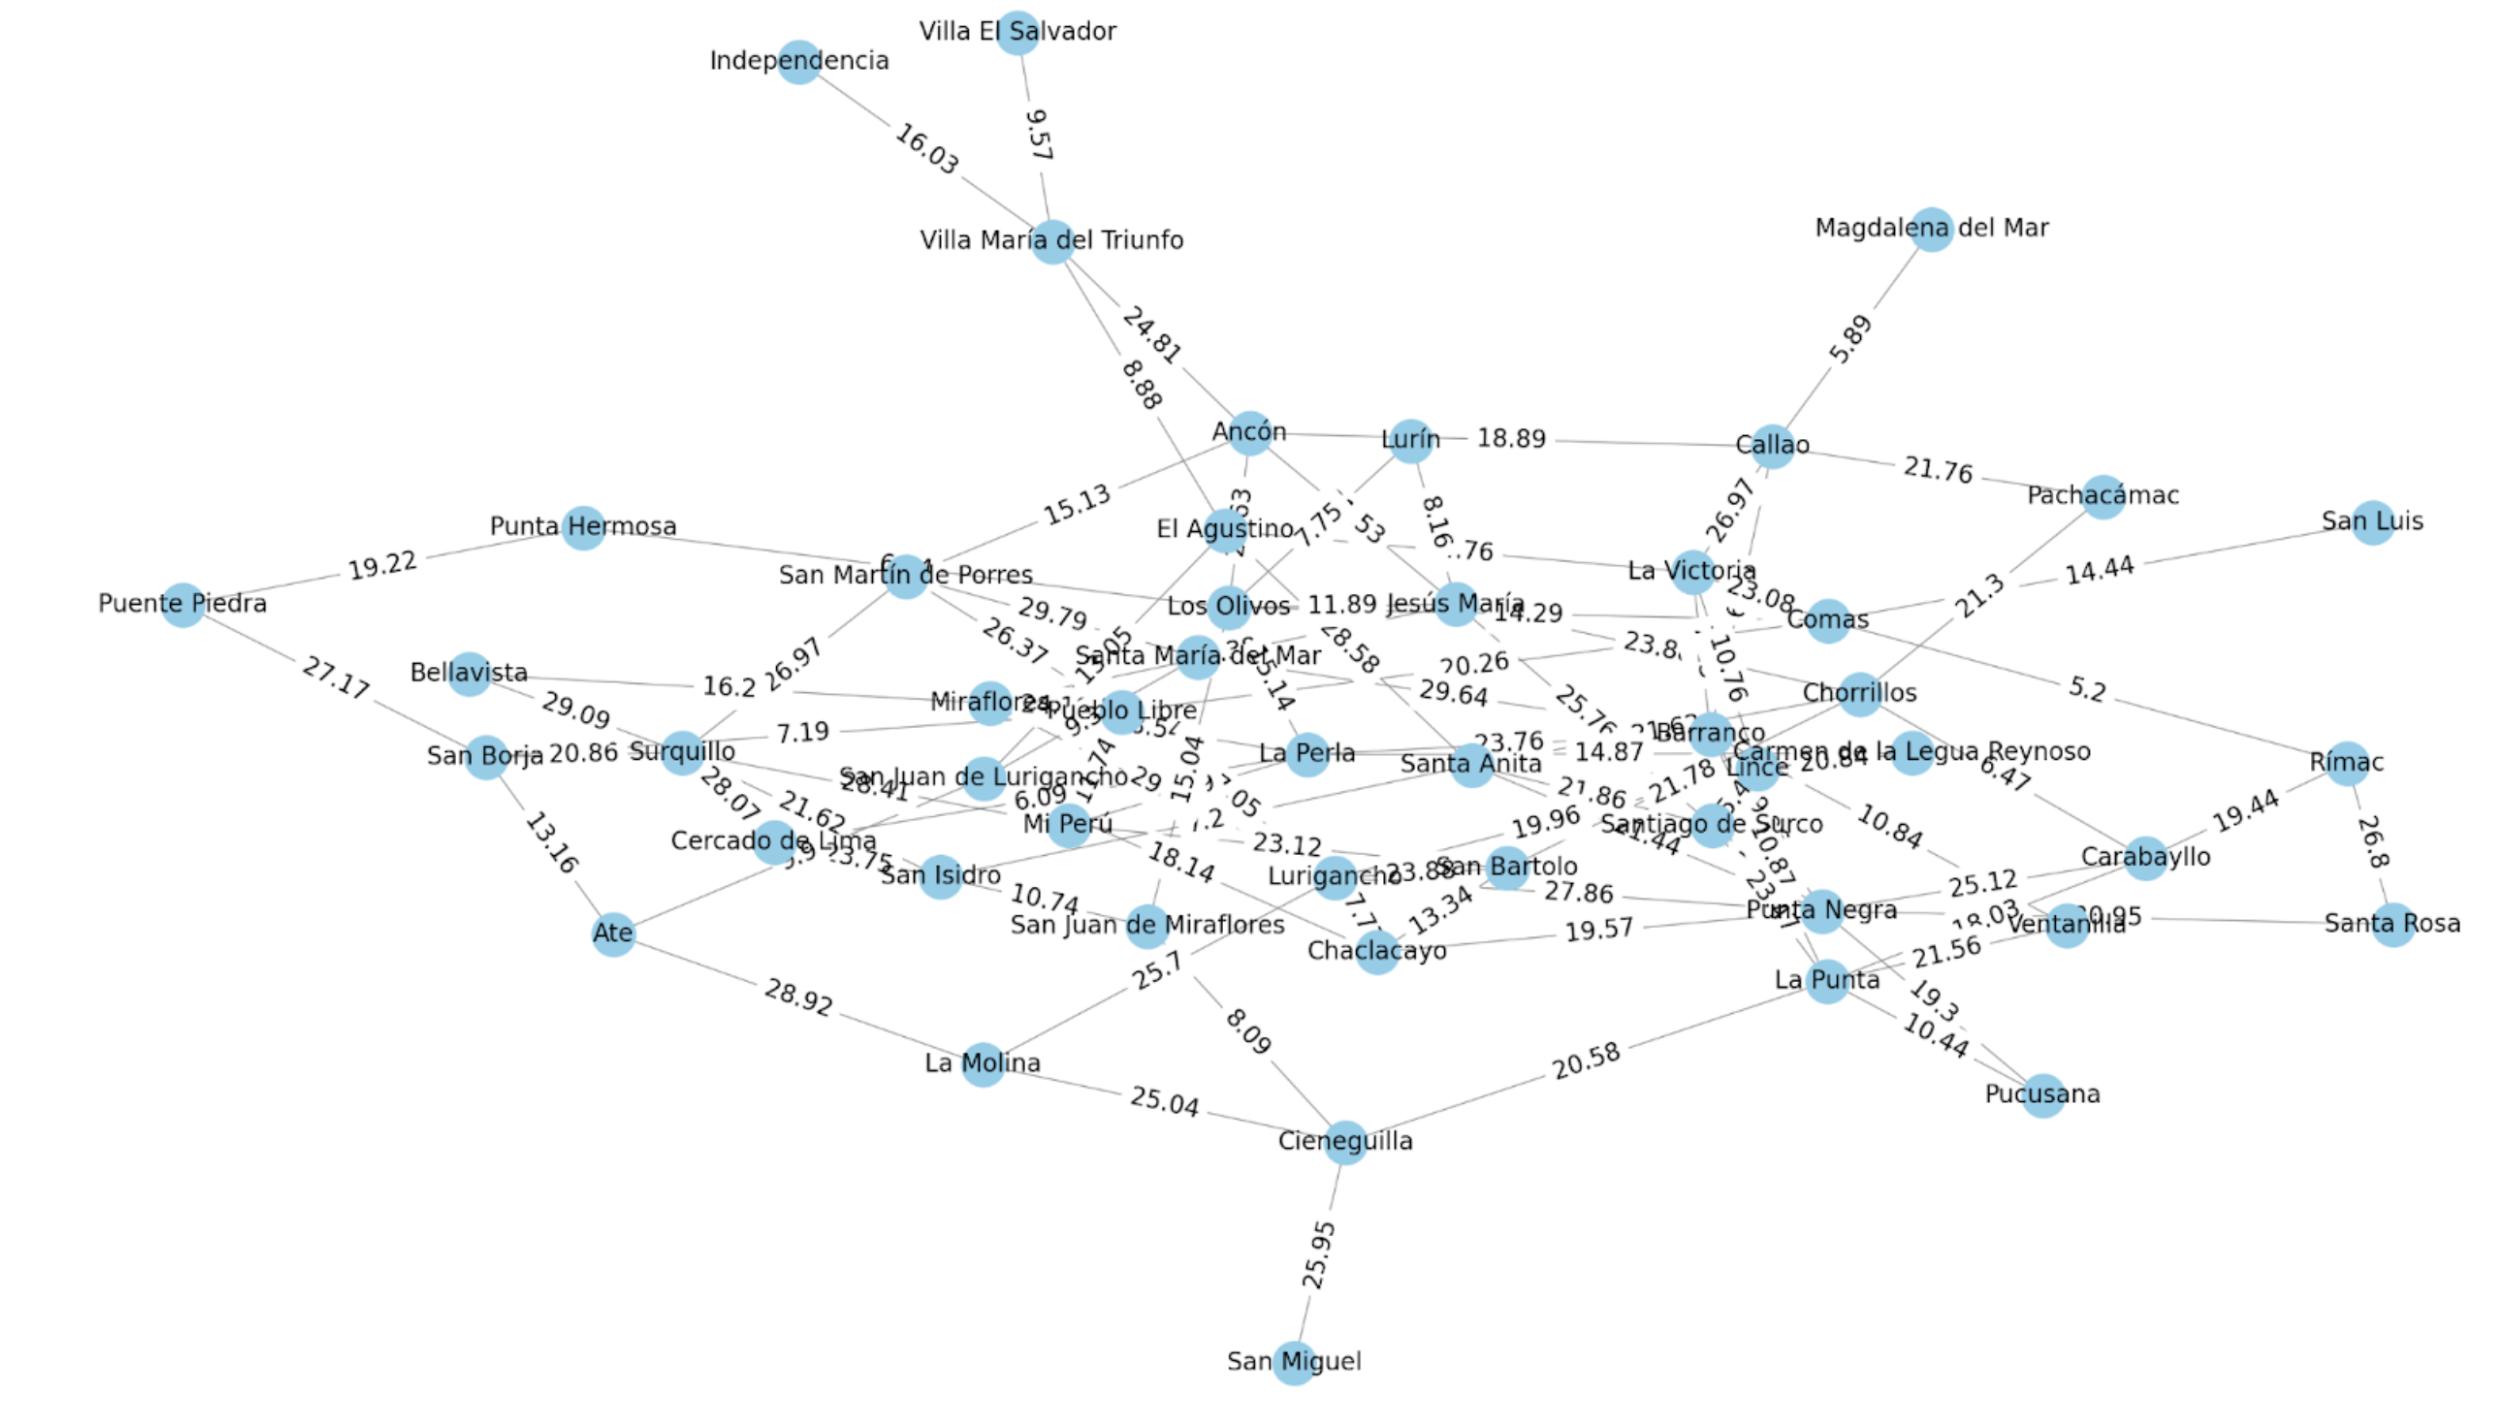 Villa El Salvador
Independencia
9.57
16.03
Villa María del Triunfo
Magdalena del Mar
24.81
5.89
8.88
Ancón
Lurín
18.89
Callao
21.76
Pachacámac
15.13
26.97
8.16
7.75
San Luis
Punta Hermosa
El Agustino
19.22
San Martín de Porres
La Victoria
14.44
23.08
21.3
Puente Piedra
Los Olivos
11.89
Jesús María
14.29
Comas
29.79
26.37
28.58
23.8
Santa María del Mar
10.76
27.17
26.97
20.26
5.2
Bellavista
16.2
29.64
Chorrillos
29.09
Miraflores
Pueblo Libre
25.76
7.19
23.76
Barranco
San Borja
20.86
Surquillo
La Perla
Santa Anita
14.87
Carmen de la Legua Reynoso
Lince
20.84
6.47
Rímac
San Juan de Lurigancho
28.41
28.07
21.62
6.09
15.04
21.78
21.86
Mi Perú
19.96
Santiago de Surco
10.84
19.44
13.16
Cercado de Lima
23.75
23.12
21.44
26.8
18.14
10.87
Carabayllo
San Isidro
Lurigancho
23.88
San Bartolo
10.74
27.86
25.12
13.34
Punta Negra
18.03
Ventanilla
Santa Rosa
San Juan de Miraflores
Ate
19.57
Chaclacayo
21.56
25.7
La Punta
28.92
19.3
8.09
10.44
La Molina
20.58
25.04
Pucusana
Cieneguilla
25.95
San Miguel